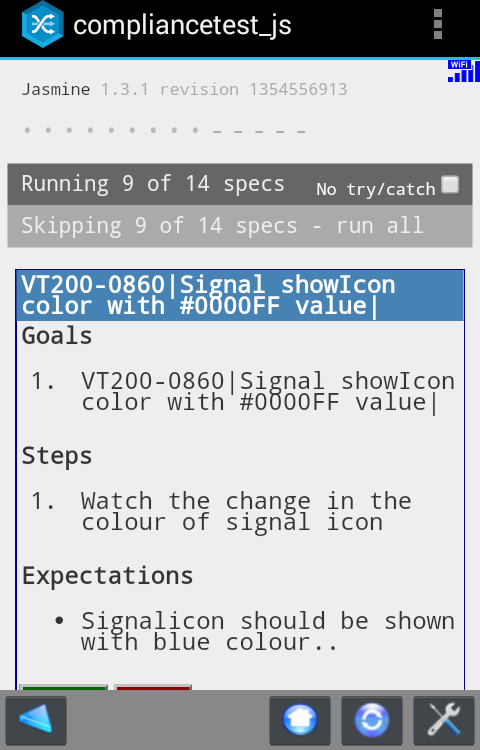 compliancetest_js
WiFi
Jasmine 1.3.1 revision 1354556913
Running 9 of 14 specs No try/catch
Skipping 9 of 14 specs - run all
VT200-0860|Signal showIcon
color with #0000FF value|
Goals
1. VT200-0860|Signal showIcon
color with #0000FF value|
Steps
1. Watch the change in the
colour of signal icon
Expectations
• Signalicon should be shown
with blue colour..